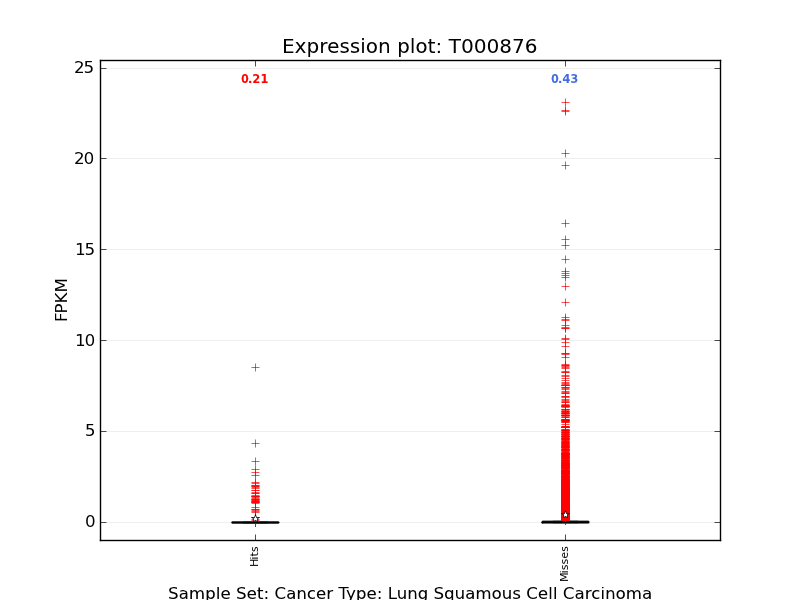 Expression plot: T000876
0.21
0.43
25
20
15
10
5
0
FPKM
Hits
Misses
Sample Set: Cancer Type: Lung Squamous Cell Carcinoma